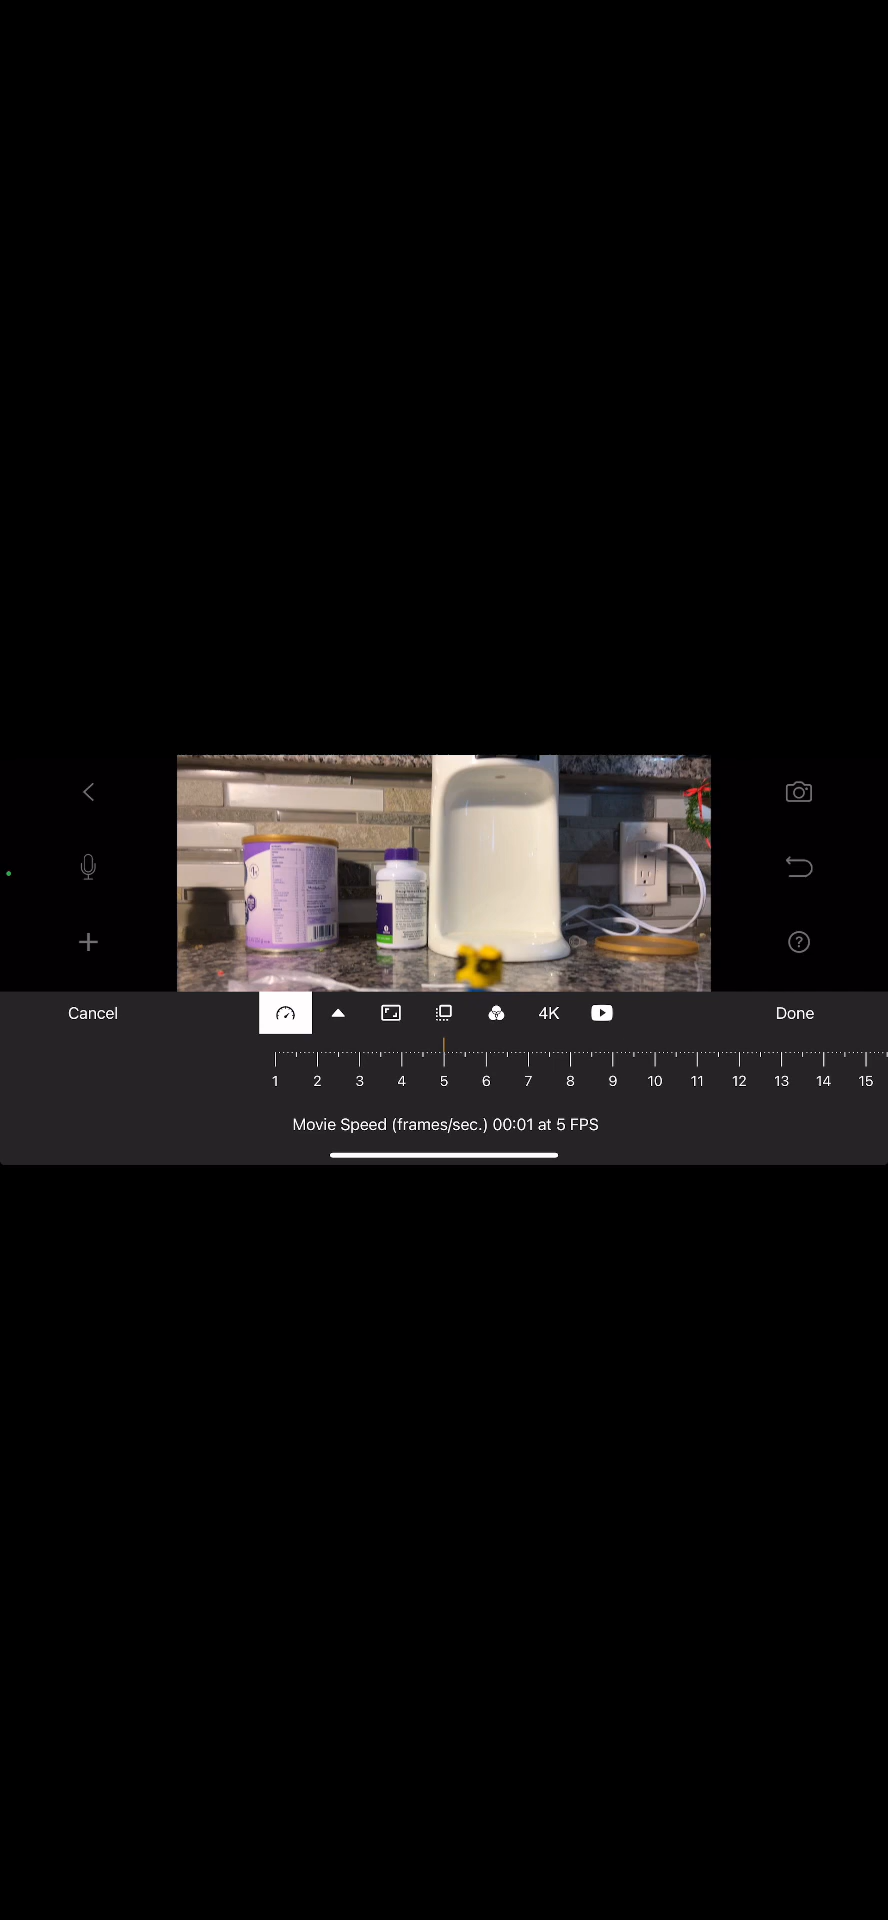 Cancel
4K
Done
1 2 3 4 5 6 7 8 9 10 11 12 13 14 15
Movie Speed (frames/sec.) 00:01 at 5 FPS